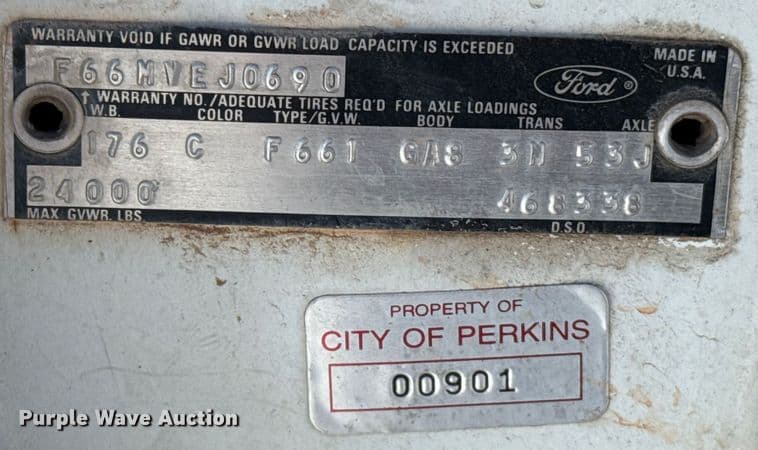 WARRANTY VOID IF GAWR OR GVWR LOAD CAPACITY IS EXCEEDED
MADE IN
U.S.A.
F66MVEJ0690
Ford®
↑ WARRANTY NO./ADEQUATE TIRES REQ'D FOR AXLE LOADINGS
W.B. COLOR TYPE/G.V.W. BODY TRANS AXLE
176 C F661 GA8 3N 53J
24000 468338
MAX. GVWR. LBS. D.S.O.
PROPERTY OF
CITY OF PERKINS
00901
Purple Wave Auction